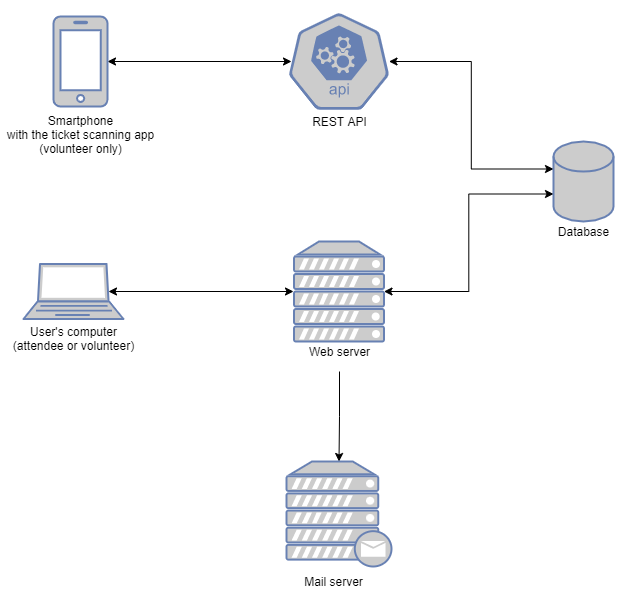 api
Smartphone
with the ticket scanning app
(volunteer only)
REST API
Database
User's computer
(attendee or volunteer)
Web server
Mail server